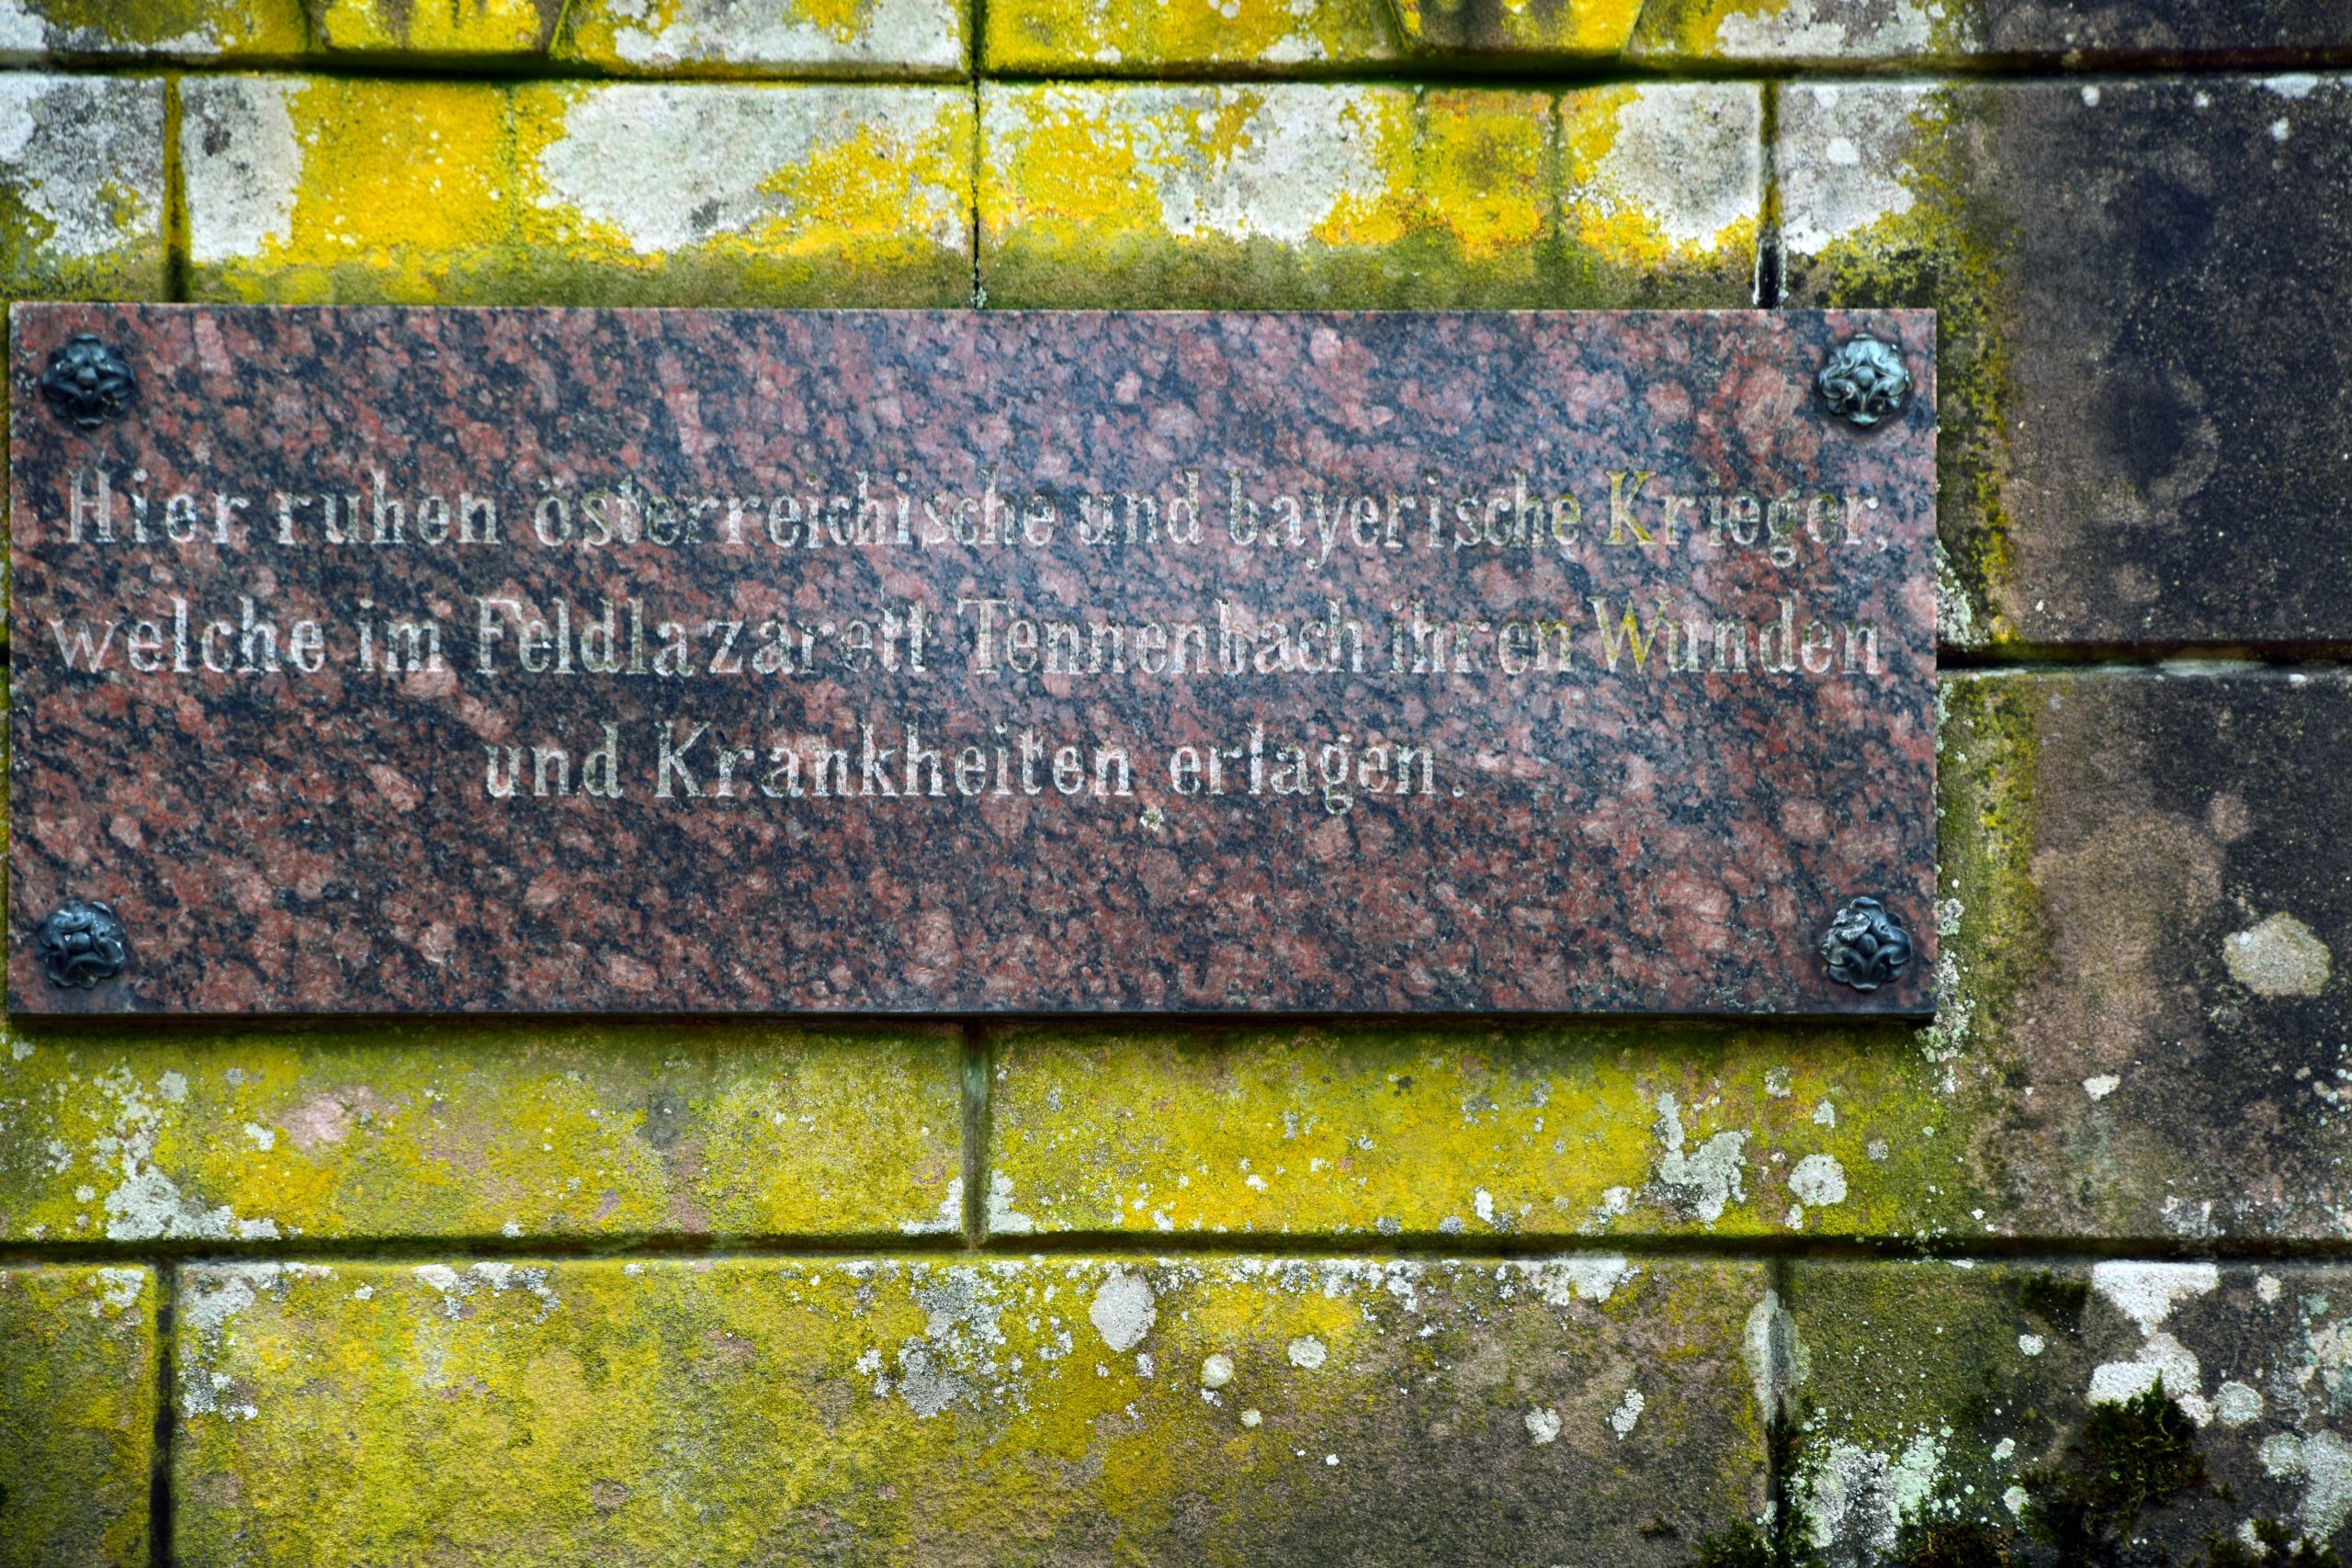 Hier ruhen österreichische und bayerische Krieger,
welche im Feldlazarett Tennenbach ihren Wunden
und Krankheiten erlagen.